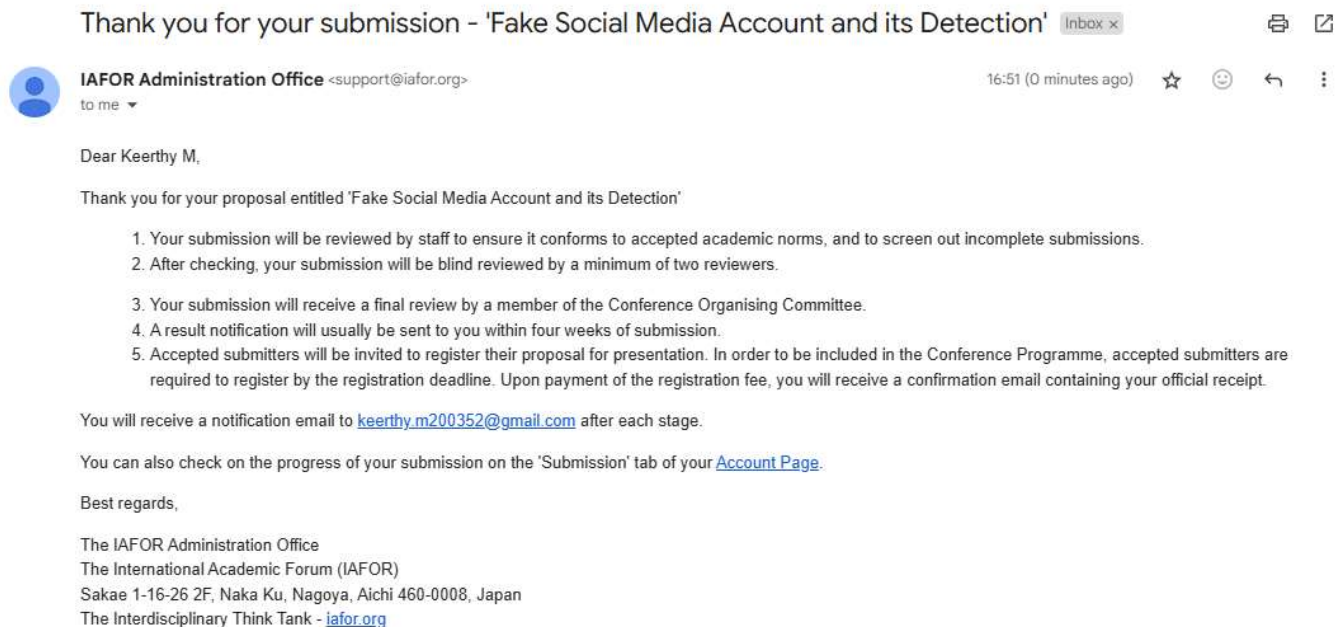 Thank you for your submission - 'Fake Social Media Account and its Detection' Inbox ×
IAFOR Administration Office <support@iafor.org>
16:51 (0 minutes ago)
to me
Dear Keerthy M,
Thank you for your proposal entitled 'Fake Social Media Account and its Detection'
1. Your submission will be reviewed by staff to ensure it conforms to accepted academic norms, and to screen out incomplete submissions.
2. After checking, your submission will be blind reviewed by a minimum of two reviewers.
3. Your submission will receive a final review by a member of the Conference Organising Committee.
4. A result notification will usually be sent to you within four weeks of submission.
5. Accepted submitters will be invited to register their proposal for presentation. In order to be included in the Conference Programme, accepted submitters are
required to register by the registration deadline. Upon payment of the registration fee, you will receive a confirmation email containing your official receipt.
You will receive a notification email to keerthy.m200352@gmail.com after each stage.
You can also check on the progress of your submission on the 'Submission' tab of your Account Page.
Best regards,
The IAFOR Administration Office
The International Academic Forum (IAFOR)
Sakae 1-16-26 2F, Naka Ku, Nagoya, Aichi 460-0008, Japan
The Interdisciplinary Think Tank - iafor.org